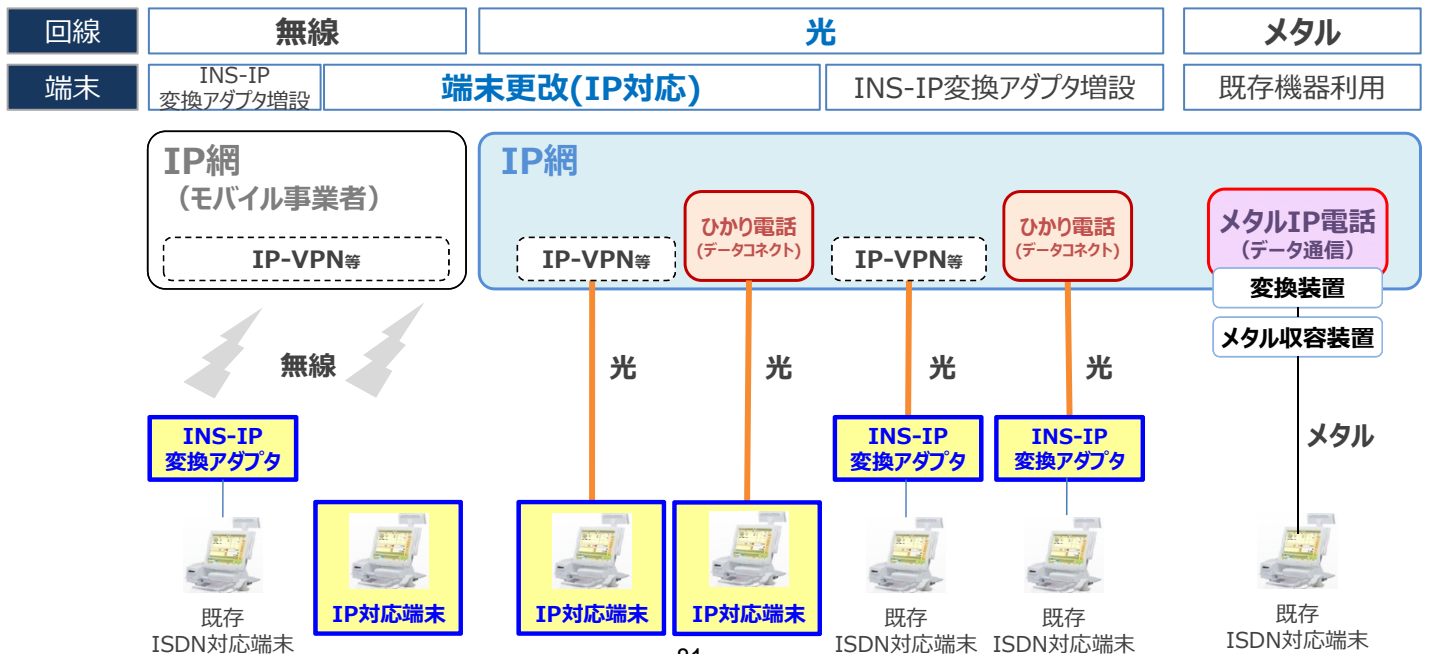 回線
無線
光
メタル
端末
INS-IP
変換アダプタ増設
端末更改(IP対応)
INS-IP変換アダプタ増設
既存機器利用
IP網
（モバイル事業者）
IP-VPN等
IP網
IP-VPN等
ひかり電話
(データコネクト)
IP-VPN等
ひかり電話
(データコネクト)
メタルIP電話
（データ通信）
変換装置
メタル収容装置
無線
光
光
光
光
メタル
INS-IP
変換アダプタ
INS-IP
変換アダプタ
INS-IP
変換アダプタ
既存
ISDN対応端末
IP対応端末
IP対応端末
IP対応端末
既存
ISDN対応端末
既存
ISDN対応端末
既存
ISDN対応端末